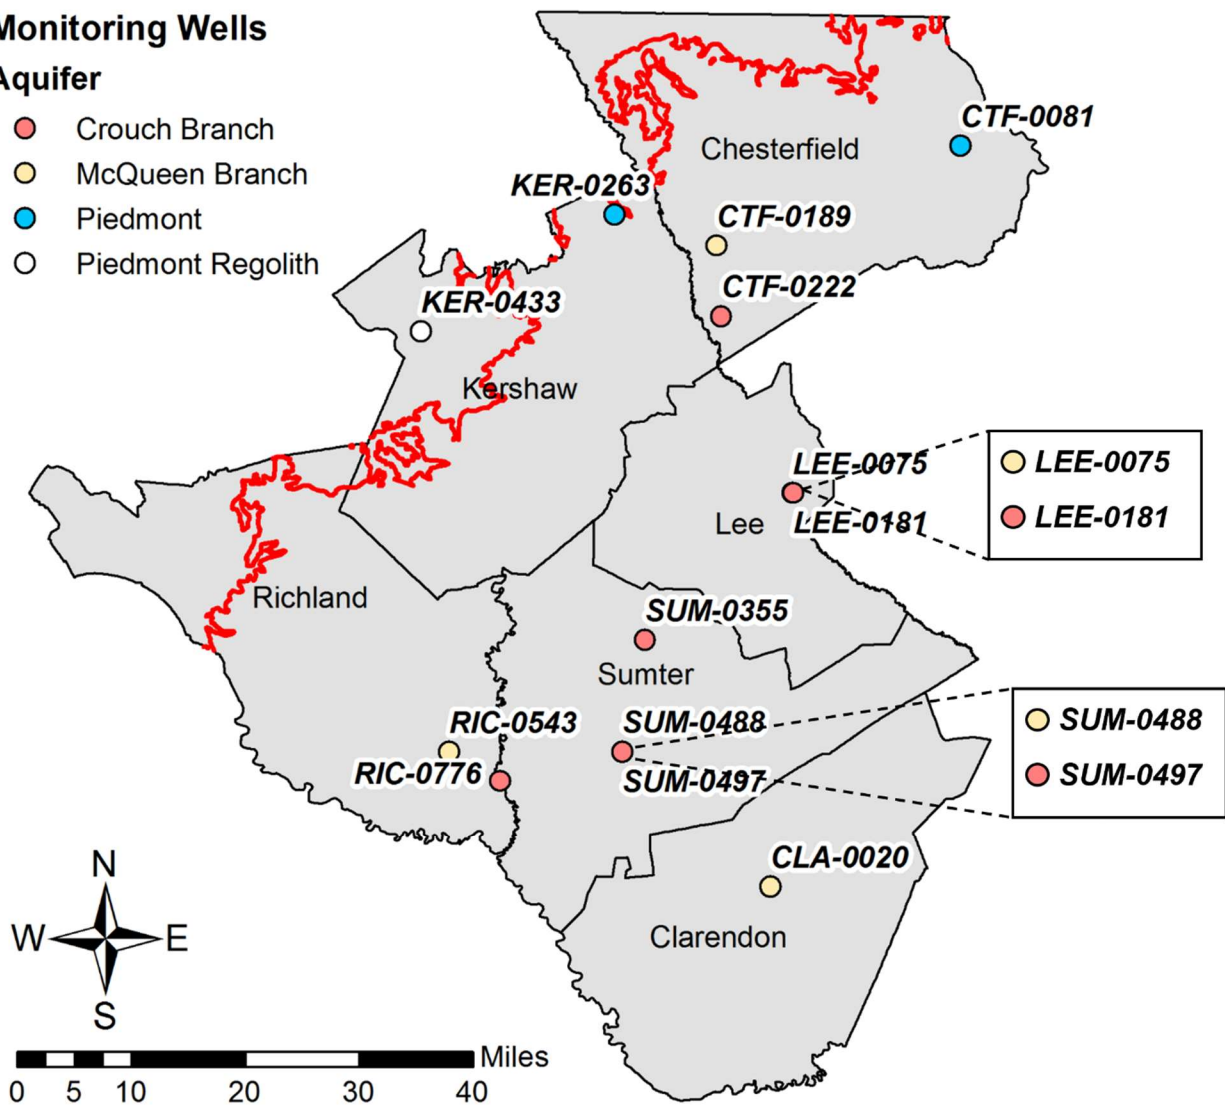 Monitoring Wells
Aquifer
Crouch Branch
McQueen Branch
Piedmont
Piedmont Regolith
CTF-0081
Chesterfield
KER-0263
CTF-0189
CTF-0222
KER-0433
Kershaw
LEE-0075
LEE-0075
LEE-0181
Lee
LEE-0181
Richland
SUM-0355
Sumter
RIC-0543
SUM-0488
SUM-0488
RIC-0776
SUM-0497
SUM-0497
CLA-0020
Clarendon
N
W E
S
Miles
0 5 10 20 30 40